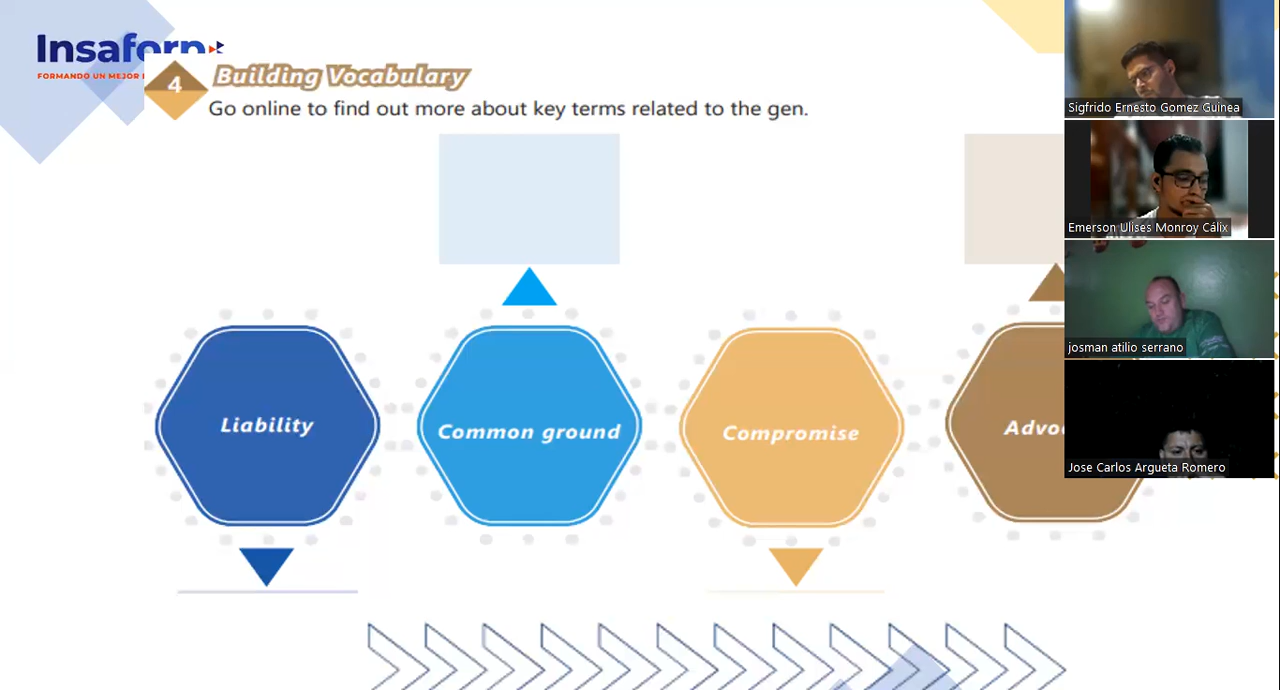 Insaforp
FORMANDO UN MEJOR
4
Building Vocabulary
Go online to find out more about key terms related to the gen.
Liability
Common ground
Compromise
Sigfrido Ernesto Gomez Guinea
Emerson Ulises Monroy Cálix
josman atilio serrano
Jose Carlos Argueta Romero